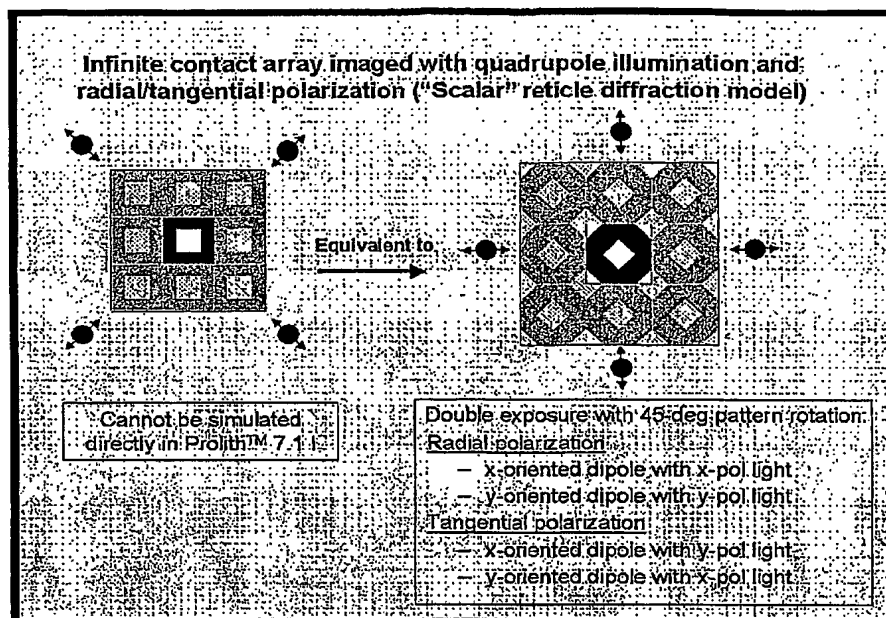 Infinite contact array imaged with quadrupole illumination and
radial/tangential polarization ("Scalar" reticle diffraction model)
Equivalent to
Cannot be simulated
directly in Prolith™ 7.1
Double exposure with 45-deg pattern rotation:
Radial polarization
– x-oriented dipole with x-pol light
– y-oriented dipole with y-pol light
Tangential polarization
– x-oriented dipole with y-pol light
– y-oriented dipole with x-pol light